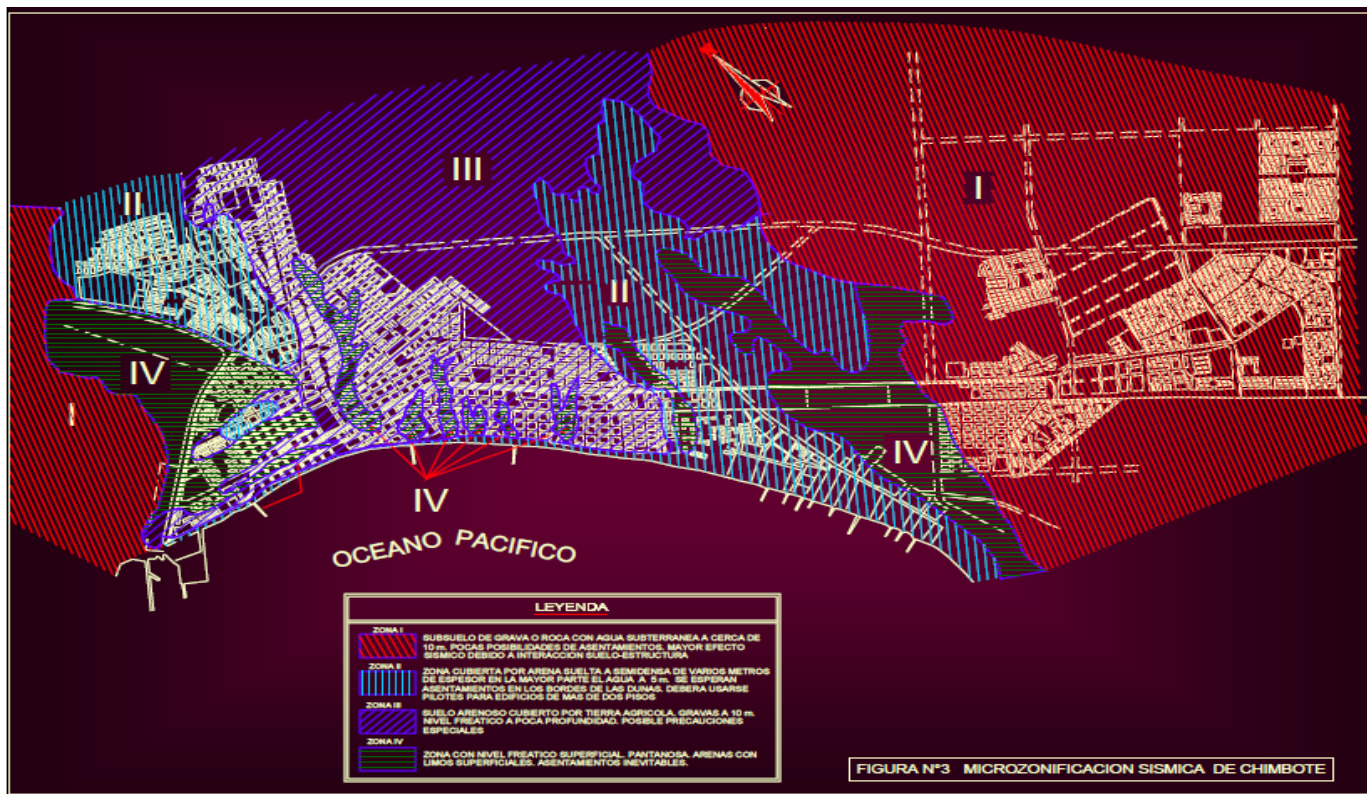 III
I
II
II
IV
I
IV
IV
OCEANO PACIFICO
LEYENDA
ZONA I
SUBSUELO DE GRAVA O ROCA CON AGUA SUBTERRANEA A CERCA DE
10 m. POCAS POSIBILIDADES DE ASENTAMIENTOS. MAYOR EFECTO
SISMICO DEBIDO A INTERACCION SUELO-ESTRUCTURA
ZONA II
ZONA CUBIERTA POR ARENA SUELTA A SEMIDENSA DE VARIOS METROS
DE ESPESOR EN LA MAYOR PARTE EL AGUA A 5 m. SE ESPERAN
ASENTAMIENTOS EN LOS BORDES DE LAS DUNAS. DEBERA USARSE
PILOTES PARA EDIFICIOS DE MAS DE DOS PISOS
ZONA III
SUELO ARENOSO CUBIERTO POR TIERRA AGRICOLA. GRAVAS A 10 m.
NIVEL FREATICO A POCA PROFUNDIDAD. POSIBLE PRECAUCIONES
ESPECIALES
ZONA IV
ZONA CON NIVEL FREATICO SUPERFICIAL. PANTANOSA. ARENAS CON
LIMOS SUPERFICIALES. ASENTAMIENTOS INEVITABLES.
FIGURA N°3 MICROZONIFICACION SISMICA DE CHIMBOTE